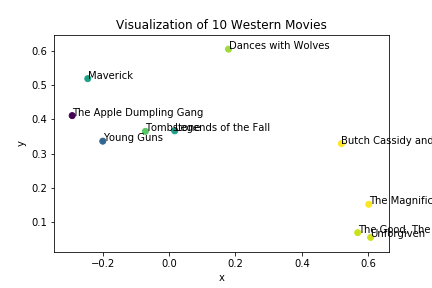 Visualization of 10 Western Movies
0.6
Dances with Wolves
0.5
Maverick
0.4
The Apple Dumpling Gang
Tombstone
Legends of the Fall
Young Guns
0.3
Butch Cassidy and
y
0.2
The Magnific
0.1
The Good, The
Unforgiven
−0.2
0.0
0.2
0.4
0.6
x